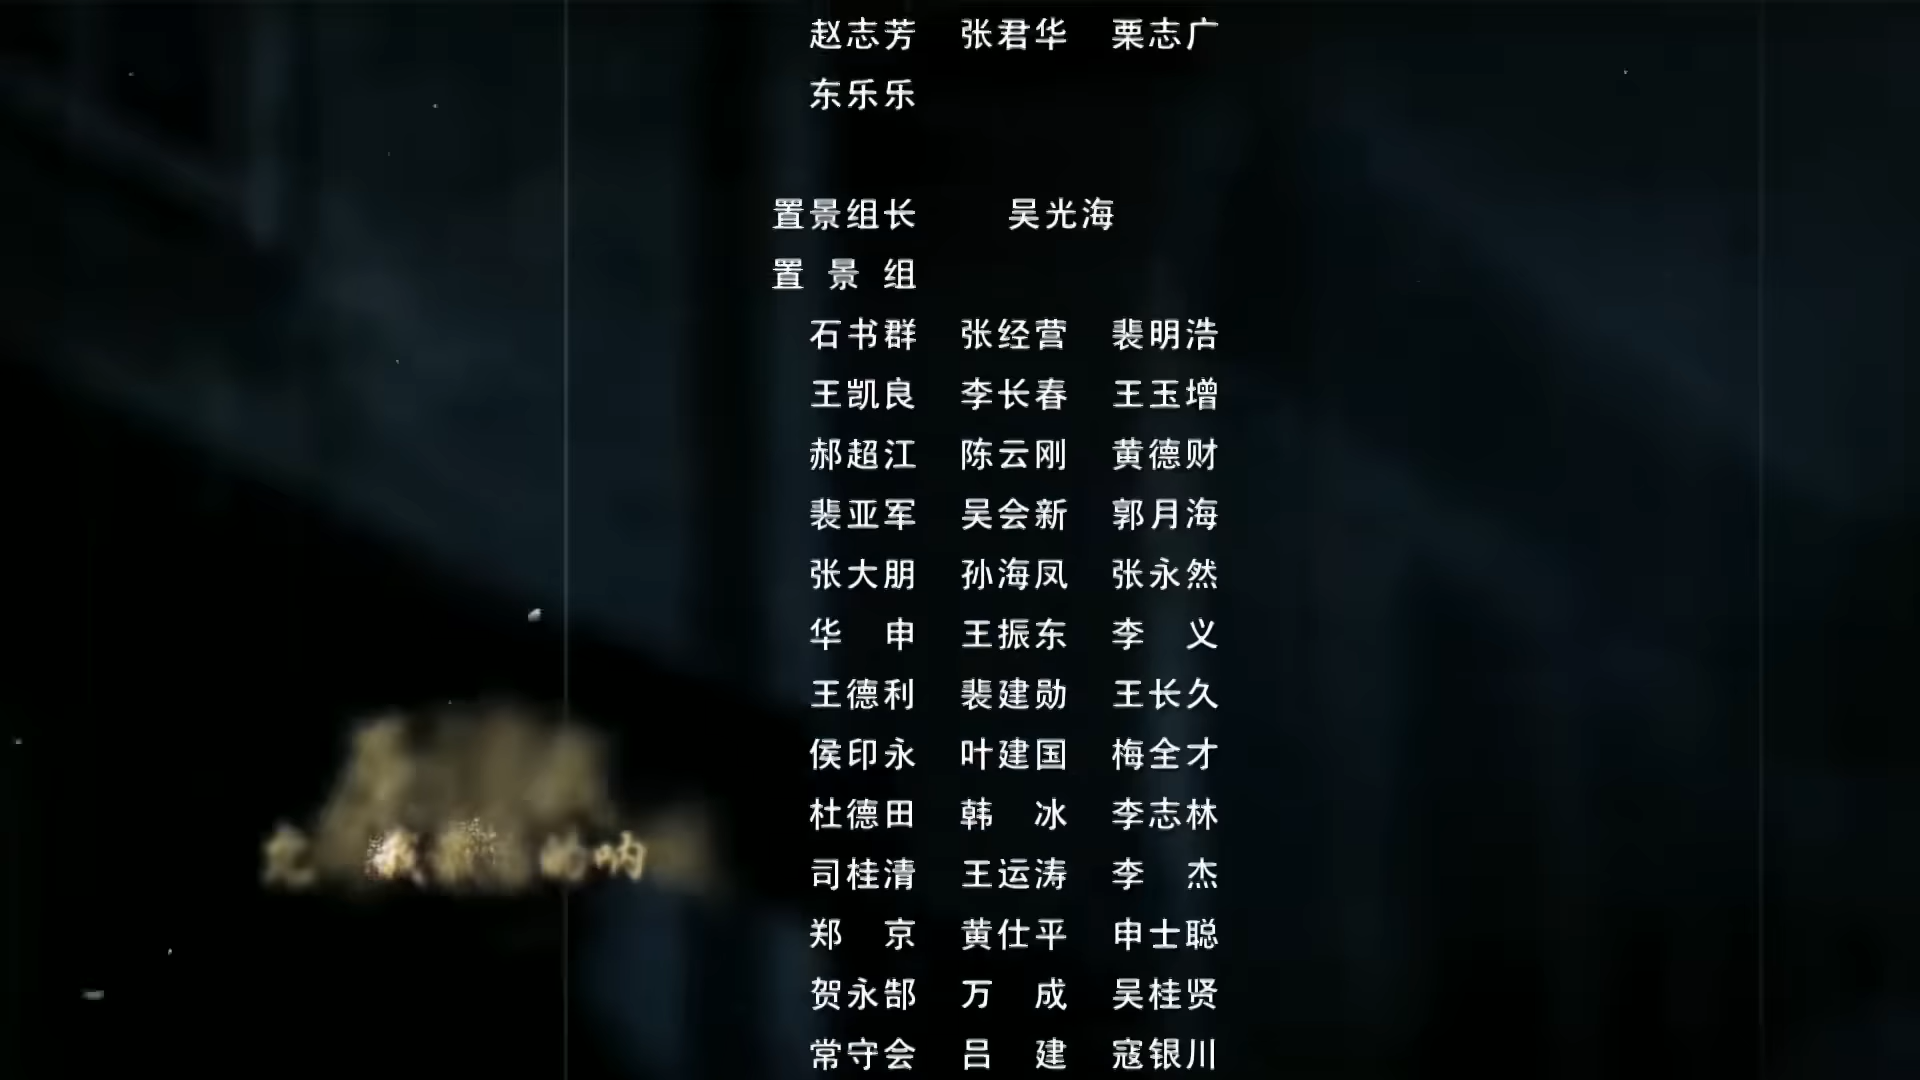 赵志芳 张君华 栗志广
东乐乐
置景组长 吴光海
置景组
石书群 张经营 裴明浩
王凯良 李长春 王玉增
郝超江 陈云刚 黄德财
裴亚军 吴会新 郭月海
张大朋 孙海凤 张永然
华申 王振东 李义
王德利 裴建勋 王长久
侯印永 叶建国 梅全才
杜德田 韩冰 李志林
司桂清 王运涛 李杰
郑京 黄仕平 申士聪
贺永郜 万成 吴桂贤
常守会 吕建 寇银川
的呐